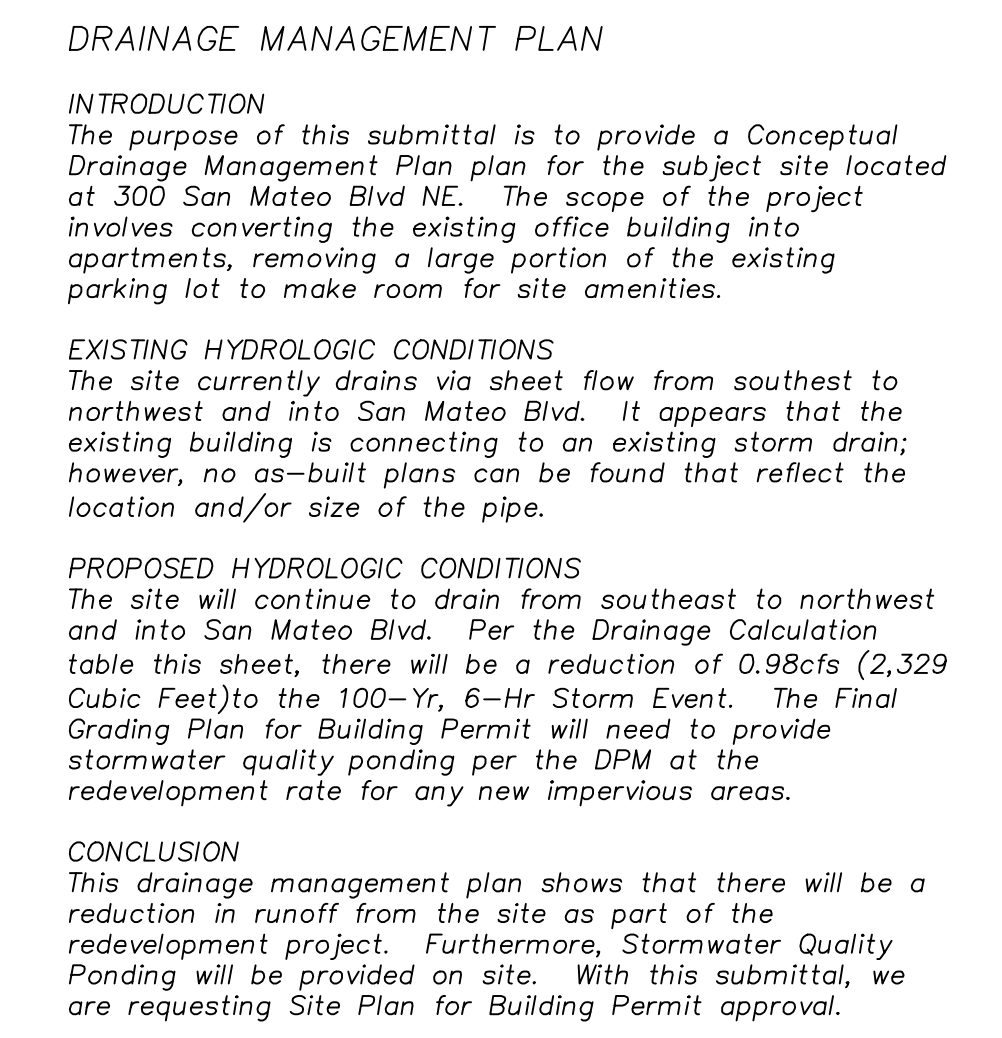 DRAINAGE MANAGEMENT PLAN
INTRODUCTION
The purpose of this submittal is to provide a Conceptual
Drainage Management Plan plan for the subject site located
at 300 San Mateo Blvd NE.  The scope of the project
involves converting the existing office building into
apartments, removing a large portion of the existing
parking lot to make room for site amenities.
EXISTING HYDROLOGIC CONDITIONS
The site currently drains via sheet flow from southest to
northwest and into San Mateo Blvd.  It appears that the
existing building is connecting to an existing storm drain;
however, no as-built plans can be found that reflect the
location and/or size of the pipe.
PROPOSED HYDROLOGIC CONDITIONS
The site will continue to drain from southeast to northwest
and into San Mateo Blvd.  Per the Drainage Calculation
table this sheet, there will be a reduction of 0.98cfs (2,329
Cubic Feet)to the 100-Yr, 6-Hr Storm Event.  The Final
Grading Plan for Building Permit will need to provide
stormwater quality ponding per the DPM at the
redevelopment rate for any new impervious areas.
CONCLUSION
This drainage management plan shows that there will be a
reduction in runoff from the site as part of the
redevelopment project.  Furthermore, Stormwater Quality
Ponding will be provided on site.  With this submittal, we
are requesting Site Plan for Building Permit approval.